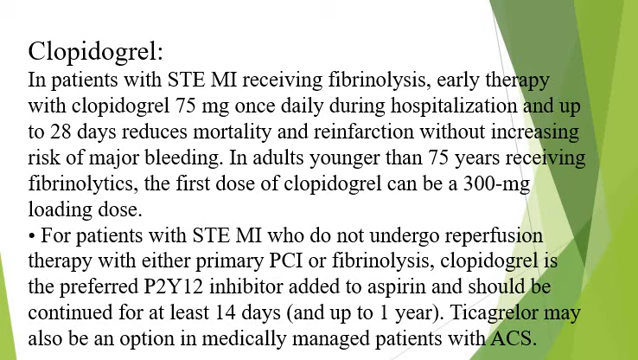 Clopidogrel:
In patients with STE MI receiving fibrinolysis, early therapy
with clopidogrel 75 mg once daily during hospitalization and up
to 28 days reduces mortality and reinfarction without increasing
risk of major bleeding. In adults younger than 75 years receiving
fibrinolytics, the first dose of clopidogrel can be a 300-mg
loading dose.
• For patients with STE MI who do not undergo reperfusion
therapy with either primary PCI or fibrinolysis, clopidogrel is
the preferred P2Y12 inhibitor added to aspirin and should be
continued for at least 14 days (and up to 1 year). Ticagrelor may
also be an option in medically managed patients with ACS.